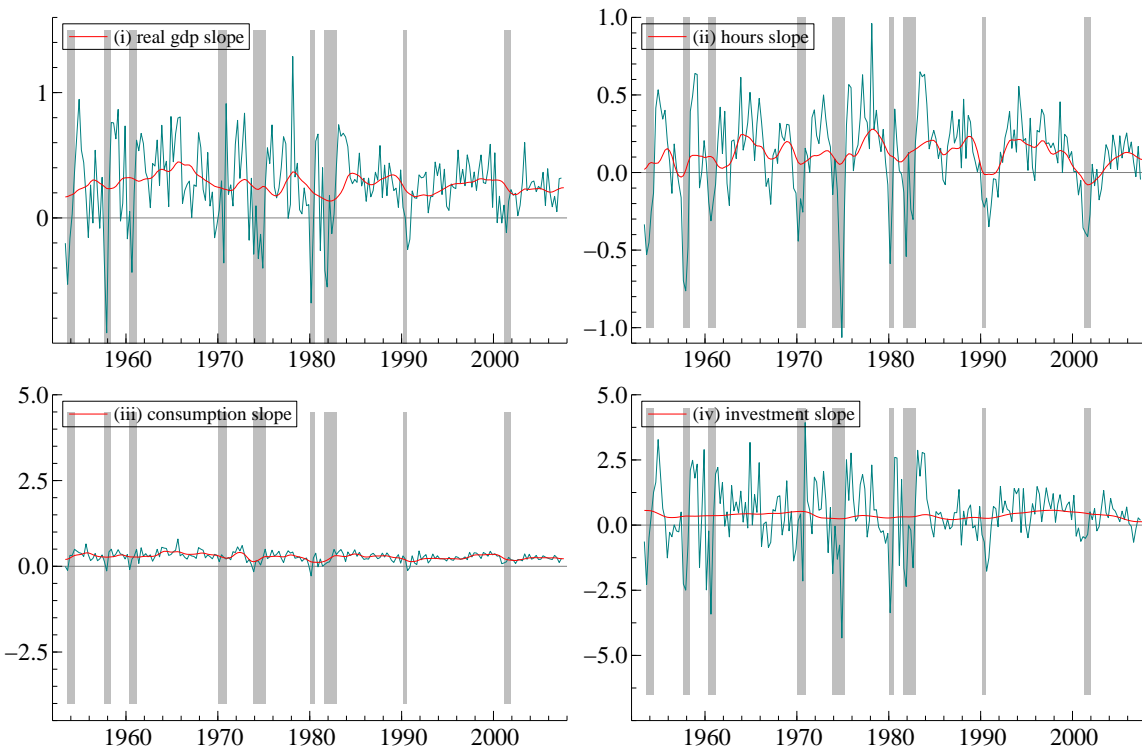 (i) real gdp slope
1
0
1960 1970 1980 1990 2000
(ii) hours slope
1.0
0.5
0.0
−0.5
−1.0
1960 1970 1980 1990 2000
(iii) consumption slope
5.0
2.5
0.0
−2.5
1960 1970 1980 1990 2000
(iv) investment slope
5.0
2.5
0.0
−2.5
−5.0
1960 1970 1980 1990 2000